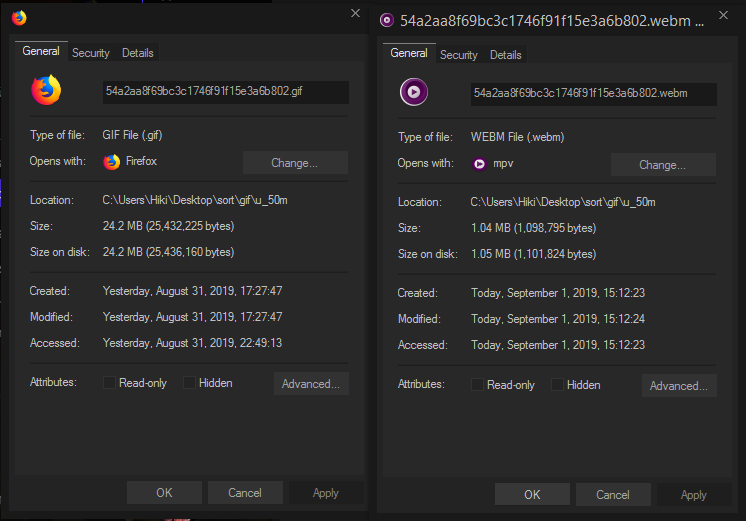 General Security Details
54a2aa8f69bc3c1746f91f15e3a6b802.gif
Type of file: GIF File (.gif)
Opens with: Firefox Change...
Location: C:\Users\Hiki\Desktop\sort\gif\u_50m
Size: 24.2 MB (25,432,225 bytes)
Size on disk: 24.2 MB (25,436,160 bytes)
Created: Yesterday, August 31, 2019, 17:27:47
Modified: Yesterday, August 31, 2019, 17:27:47
Accessed: Yesterday, August 31, 2019, 22:49:13
Attributes: Read-only Hidden Advanced...
OK Cancel Apply
54a2aa8f69bc3c1746f91f15e3a6b802.webm ...
General Security Details
54a2aa8f69bc3c1746f91f15e3a6b802.webm
Type of file: WEBM File (.webm)
Opens with: mpv Change...
Location: C:\Users\Hiki\Desktop\sort\gif\u_50m
Size: 1.04 MB (1,098,795 bytes)
Size on disk: 1.05 MB (1,101,824 bytes)
Created: Today, September 1, 2019, 15:12:23
Modified: Today, September 1, 2019, 15:12:24
Accessed: Today, September 1, 2019, 15:12:23
Attributes: Read-only Hidden Advanced...
OK Cancel Apply